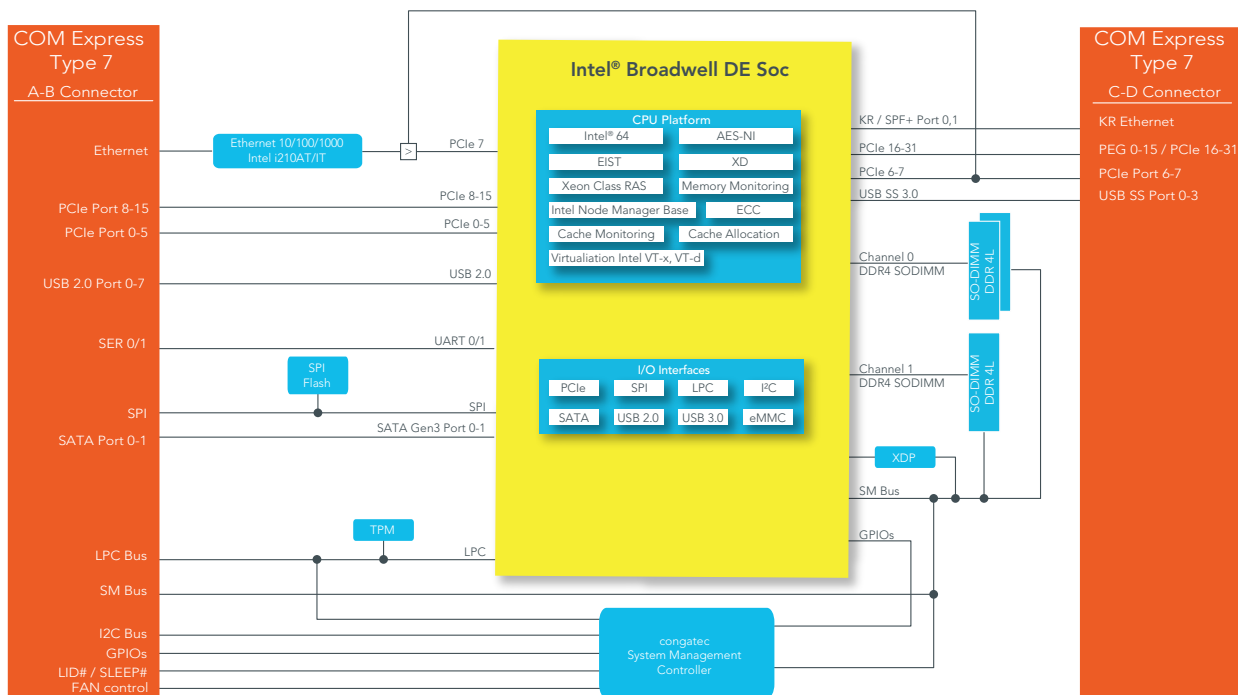 COM Express
Type 7
A-B Connector
Ethernet
PCIe Port 8-15
PCIe Port 0-5
USB 2.0 Port 0-7
SER 0/1
SPI
SATA Port 0-1
LPC Bus
SM Bus
I2C Bus
GPIOs
LID# / SLEEP#
FAN control
Ethernet 10/100/1000
Intel i210AT/IT
>
PCIe 7
PCIe 8-15
PCIe 0-5
USB 2.0
UART 0/1
SPI
Flash
SPI
SATA Gen3 Port 0-1
TPM
LPC
Intel® Broadwell DE Soc
CPU Platform
Intel® 64
AES-NI
EIST
XD
Xeon Class RAS
Memory Monitoring
Intel Node Manager Base
ECC
Cache Monitoring
Cache Allocation
Virtualiation Intel VT-x, VT-d
I/O Interfaces
PCIe
SPI
LPC
I²C
SATA
USB 2.0
USB 3.0
eMMC
congatec
System Management
Controller
KR / SPF+ Port 0,1
PCIe 16-31
PCIe 6-7
USB SS 3.0
Channel 0
DDR4 SODIMM
SO-DIMM
DDR 4L
Channel 1
DDR4 SODIMM
SO-DIMM
DDR 4L
XDP
SM Bus
GPIOs
COM Express
Type 7
C-D Connector
KR Ethernet
PEG 0-15 / PCIe 16-31
PCIe Port 6-7
USB SS Port 0-3